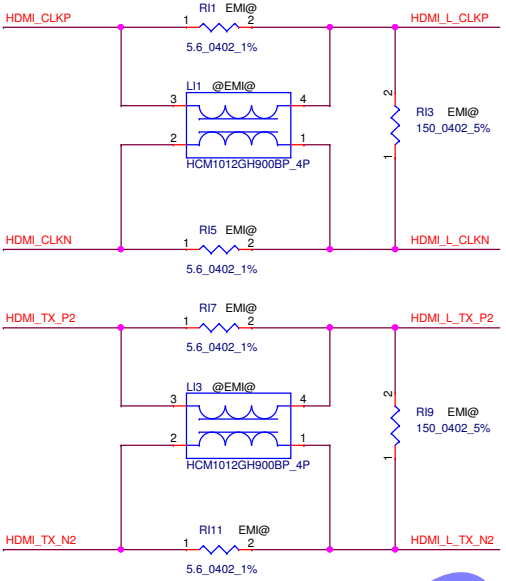 RI1 EMI@
HDMI_CLKP 1 2 HDMI_L_CLKP
5.6_0402_1%
LI1 @EMI@
3 4
2
RI3 EMI@
150_0402_5%
2 1
1
HCM1012GH900BP_4P
RI5 EMI@
HDMI_CLKN 1 2 HDMI_L_CLKN
5.6_0402_1%
RI7 EMI@
HDMI_TX_P2 1 2 HDMI_L_TX_P2
5.6_0402_1%
LI3 @EMI@
3 4
2
RI9 EMI@
150_0402_5%
2 1
1
HCM1012GH900BP_4P
RI11 EMI@
HDMI_TX_N2 1 2 HDMI_L_TX_N2
5.6_0402_1%